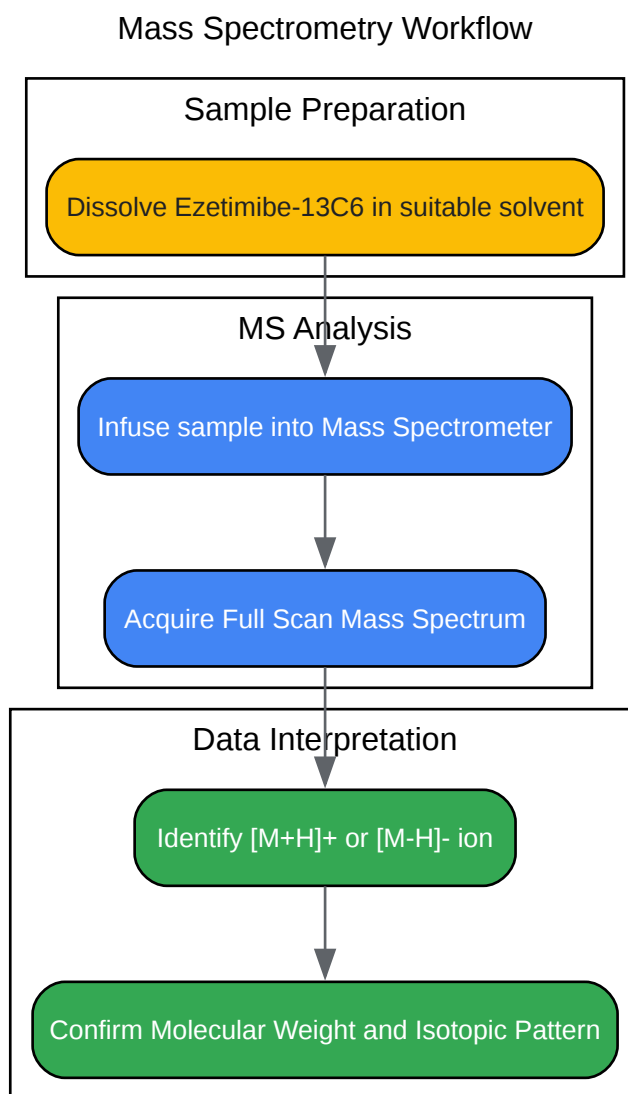 Mass Spectrometry Workflow
Sample Preparation
Dissolve Ezetimibe-13C6 in suitable solvent
MS Analysis
Infuse sample into Mass Spectrometer
Acquire Full Scan Mass Spectrum
Data Interpretation
Identify [M+H]+ or [M-H]- ion
Confirm Molecular Weight and Isotopic Pattern